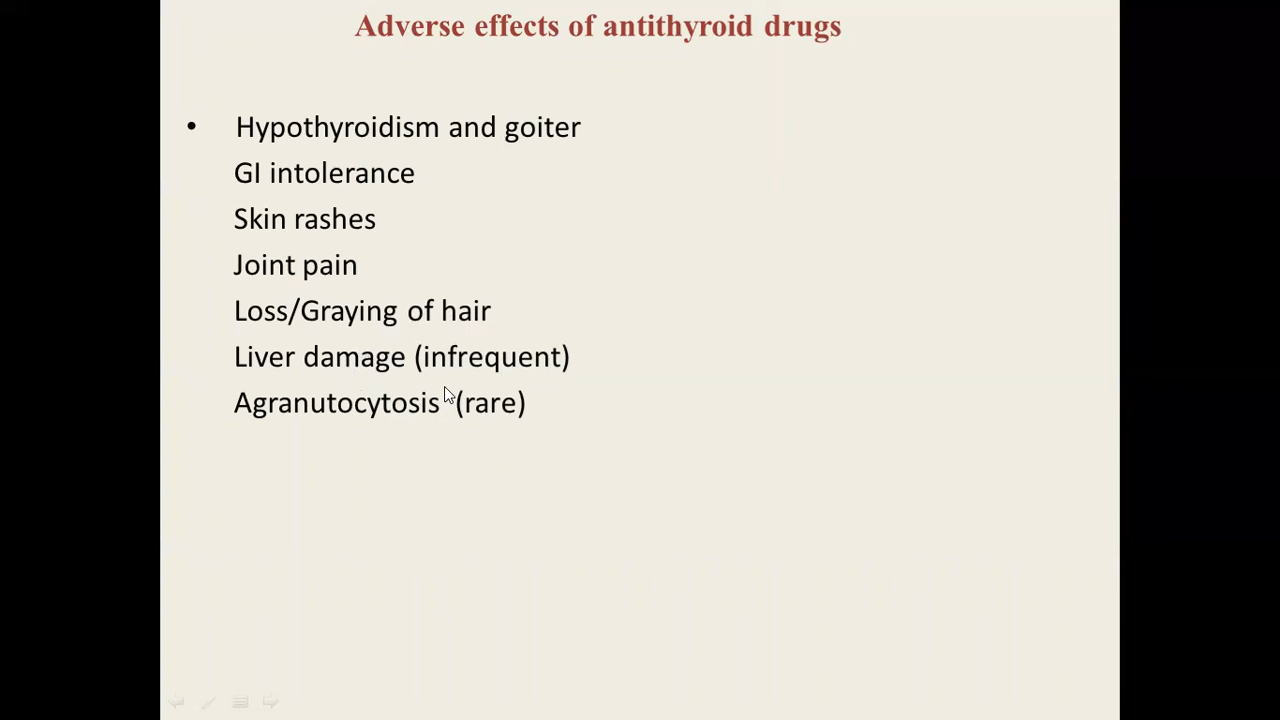 Adverse effects of antithyroid drugs
• Hypothyroidism and goiter
GI intolerance
Skin rashes
Joint pain
Loss/Graying of hair
Liver damage (infrequent)
Agranutocytosis (rare)